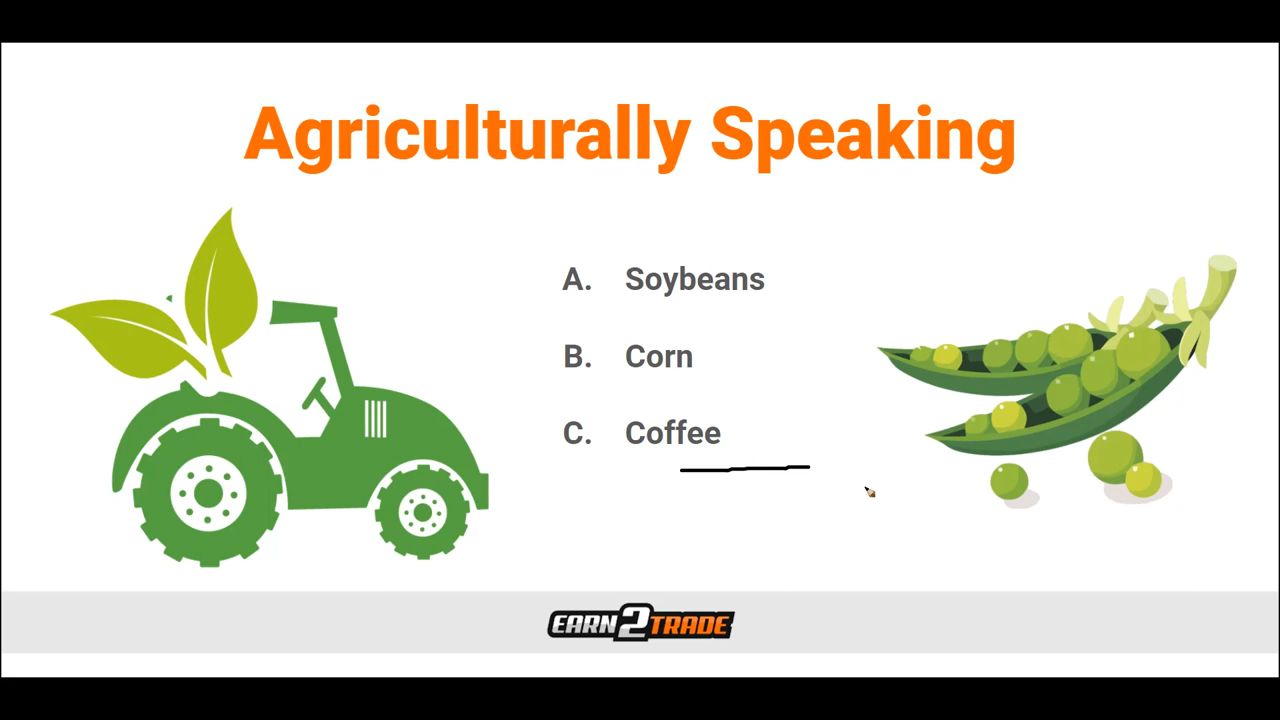 Agriculturally Speaking
A. Soybeans
B. Corn
C. Coffee
EARN2TRADE